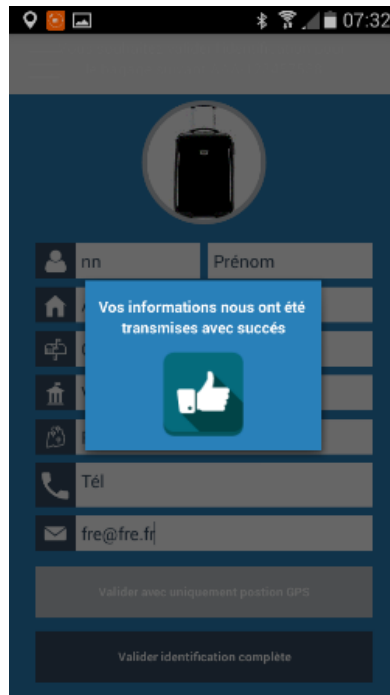 07:32
nn
Prénom
Vos informations nous ont été
transmises avec succés
Tél
fre@fre.fr
Valider avec uniquement postion GPS
Valider identification complète